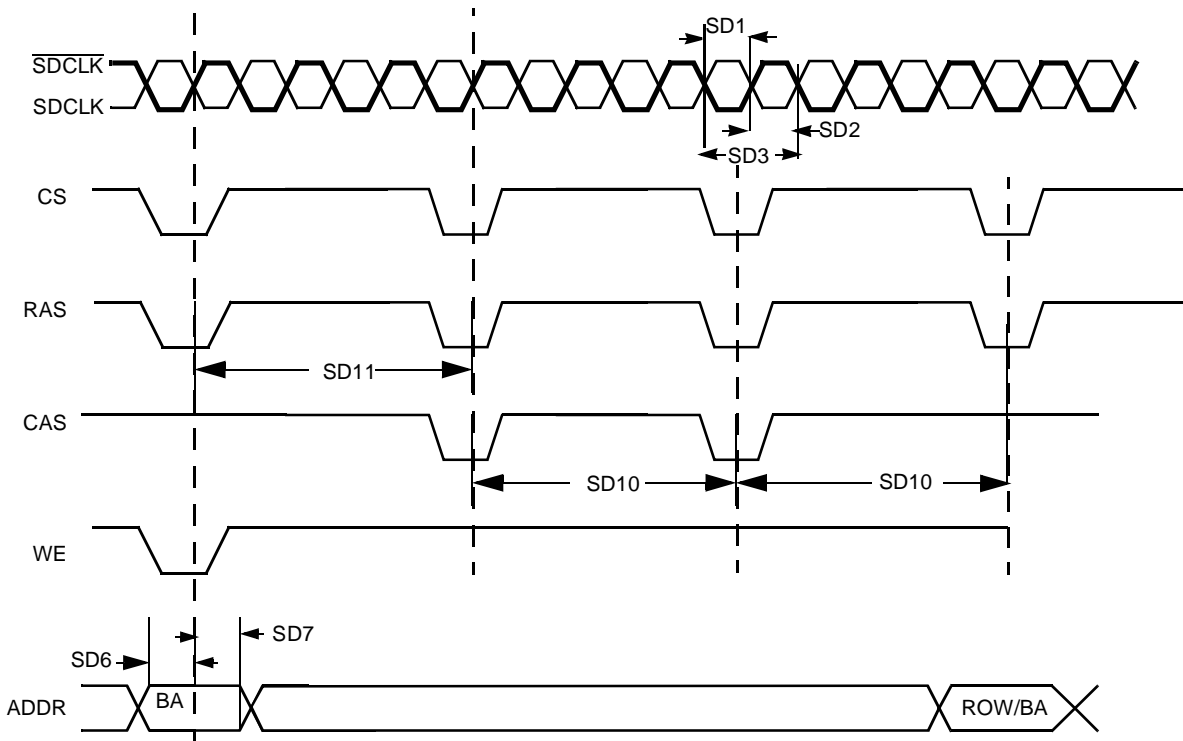 SD1
SDCLK
SDCLK
SD2
SD3
CS
RAS
SD11
CAS
SD10
SD10
WE
SD7
SD6
BA
ADDR
ROW/BA